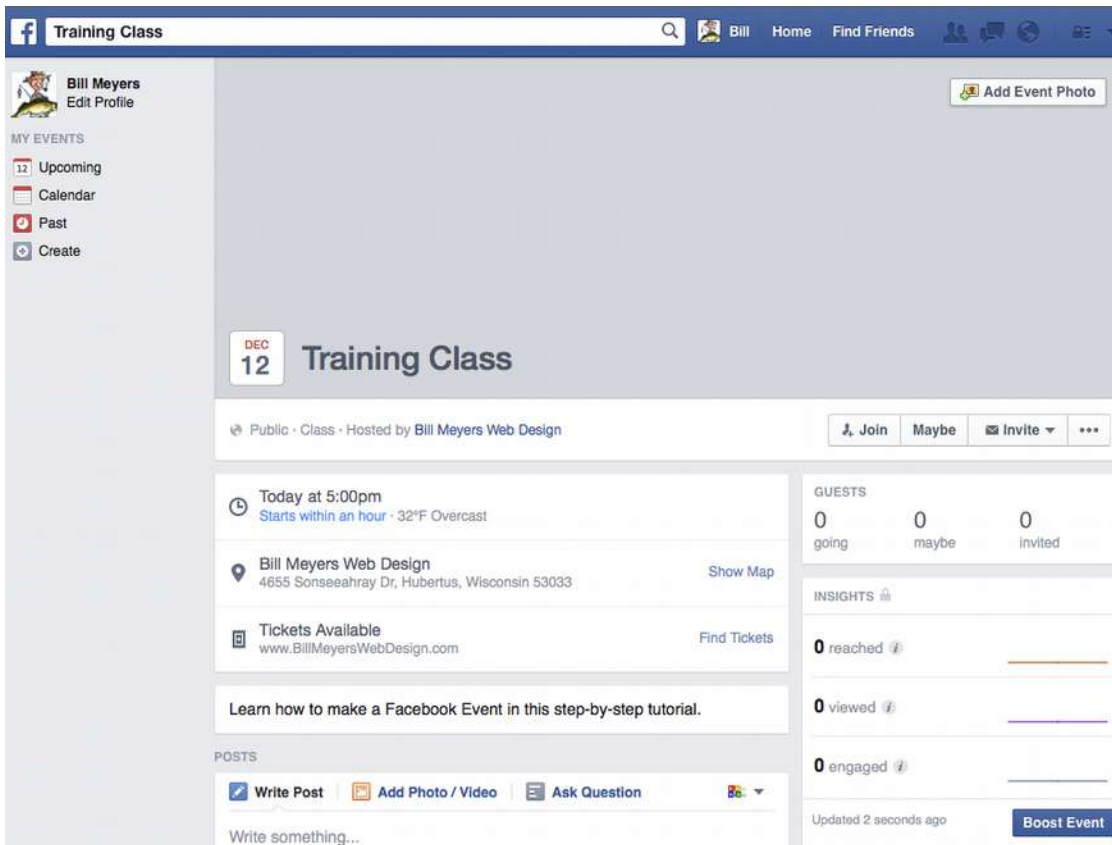 f Training Class Bill Home Find Friends
Bill Meyers
Edit Profile
MY EVENTS
12 Upcoming
Calendar
Past
Create
Add Event Photo
DEC
12
Training Class
Public · Class · Hosted by Bill Meyers Web Design
Join Maybe Invite •••
Today at 5:00pm
Starts within an hour · 32°F Overcast
Bill Meyers Web Design
4655 Sonseeahray Dr, Hubertus, Wisconsin 53033
Show Map
Tickets Available
www.BillMeyersWebDesign.com
Find Tickets
Learn how to make a Facebook Event in this step-by-step tutorial.
POSTS
Write Post Add Photo / Video Ask Question
Write something...
GUESTS
0 0 0
going maybe invited
INSIGHTS
0 reached i
0 viewed i
0 engaged i
Updated 2 seconds ago Boost Event